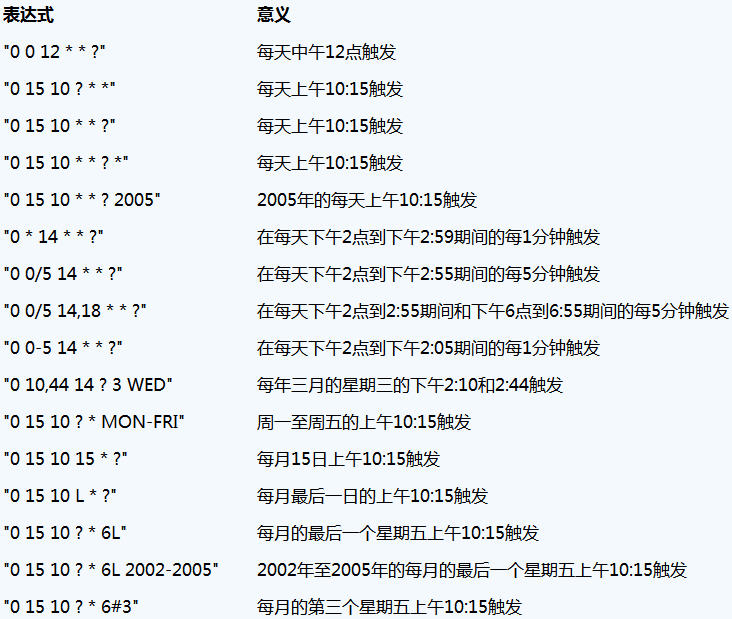 表达式 意义
"0 0 12 * * ?" 每天中午12点触发
"0 15 10 ? * *" 每天上午10:15触发
"0 15 10 * * ?" 每天上午10:15触发
"0 15 10 * * ? *" 每天上午10:15触发
"0 15 10 * * ? 2005" 2005年的每天上午10:15触发
"0 * 14 * * ?" 在每天下午2点到下午2:59期间的每1分钟触发
"0 0/5 14 * * ?" 在每天下午2点到下午2:55期间的每5分钟触发
"0 0/5 14,18 * * ?" 在每天下午2点到2:55期间和下午6点到6:55期间的每5分钟触发
"0 0-5 14 * * ?" 在每天下午2点到下午2:05期间的每1分钟触发
"0 10,44 14 ? 3 WED" 每年三月的星期三的下午2:10和2:44触发
"0 15 10 ? * MON-FRI" 周一至周五的上午10:15触发
"0 15 10 15 * ?" 每月15日上午10:15触发
"0 15 10 L * ?" 每月最后一日的上午10:15触发
"0 15 10 ? * 6L" 每月的最后一个星期五上午10:15触发
"0 15 10 ? * 6L 2002-2005" 2002年至2005年的每月的最后一个星期五上午10:15触发
"0 15 10 ? * 6#3" 每月的第三个星期五上午10:15触发